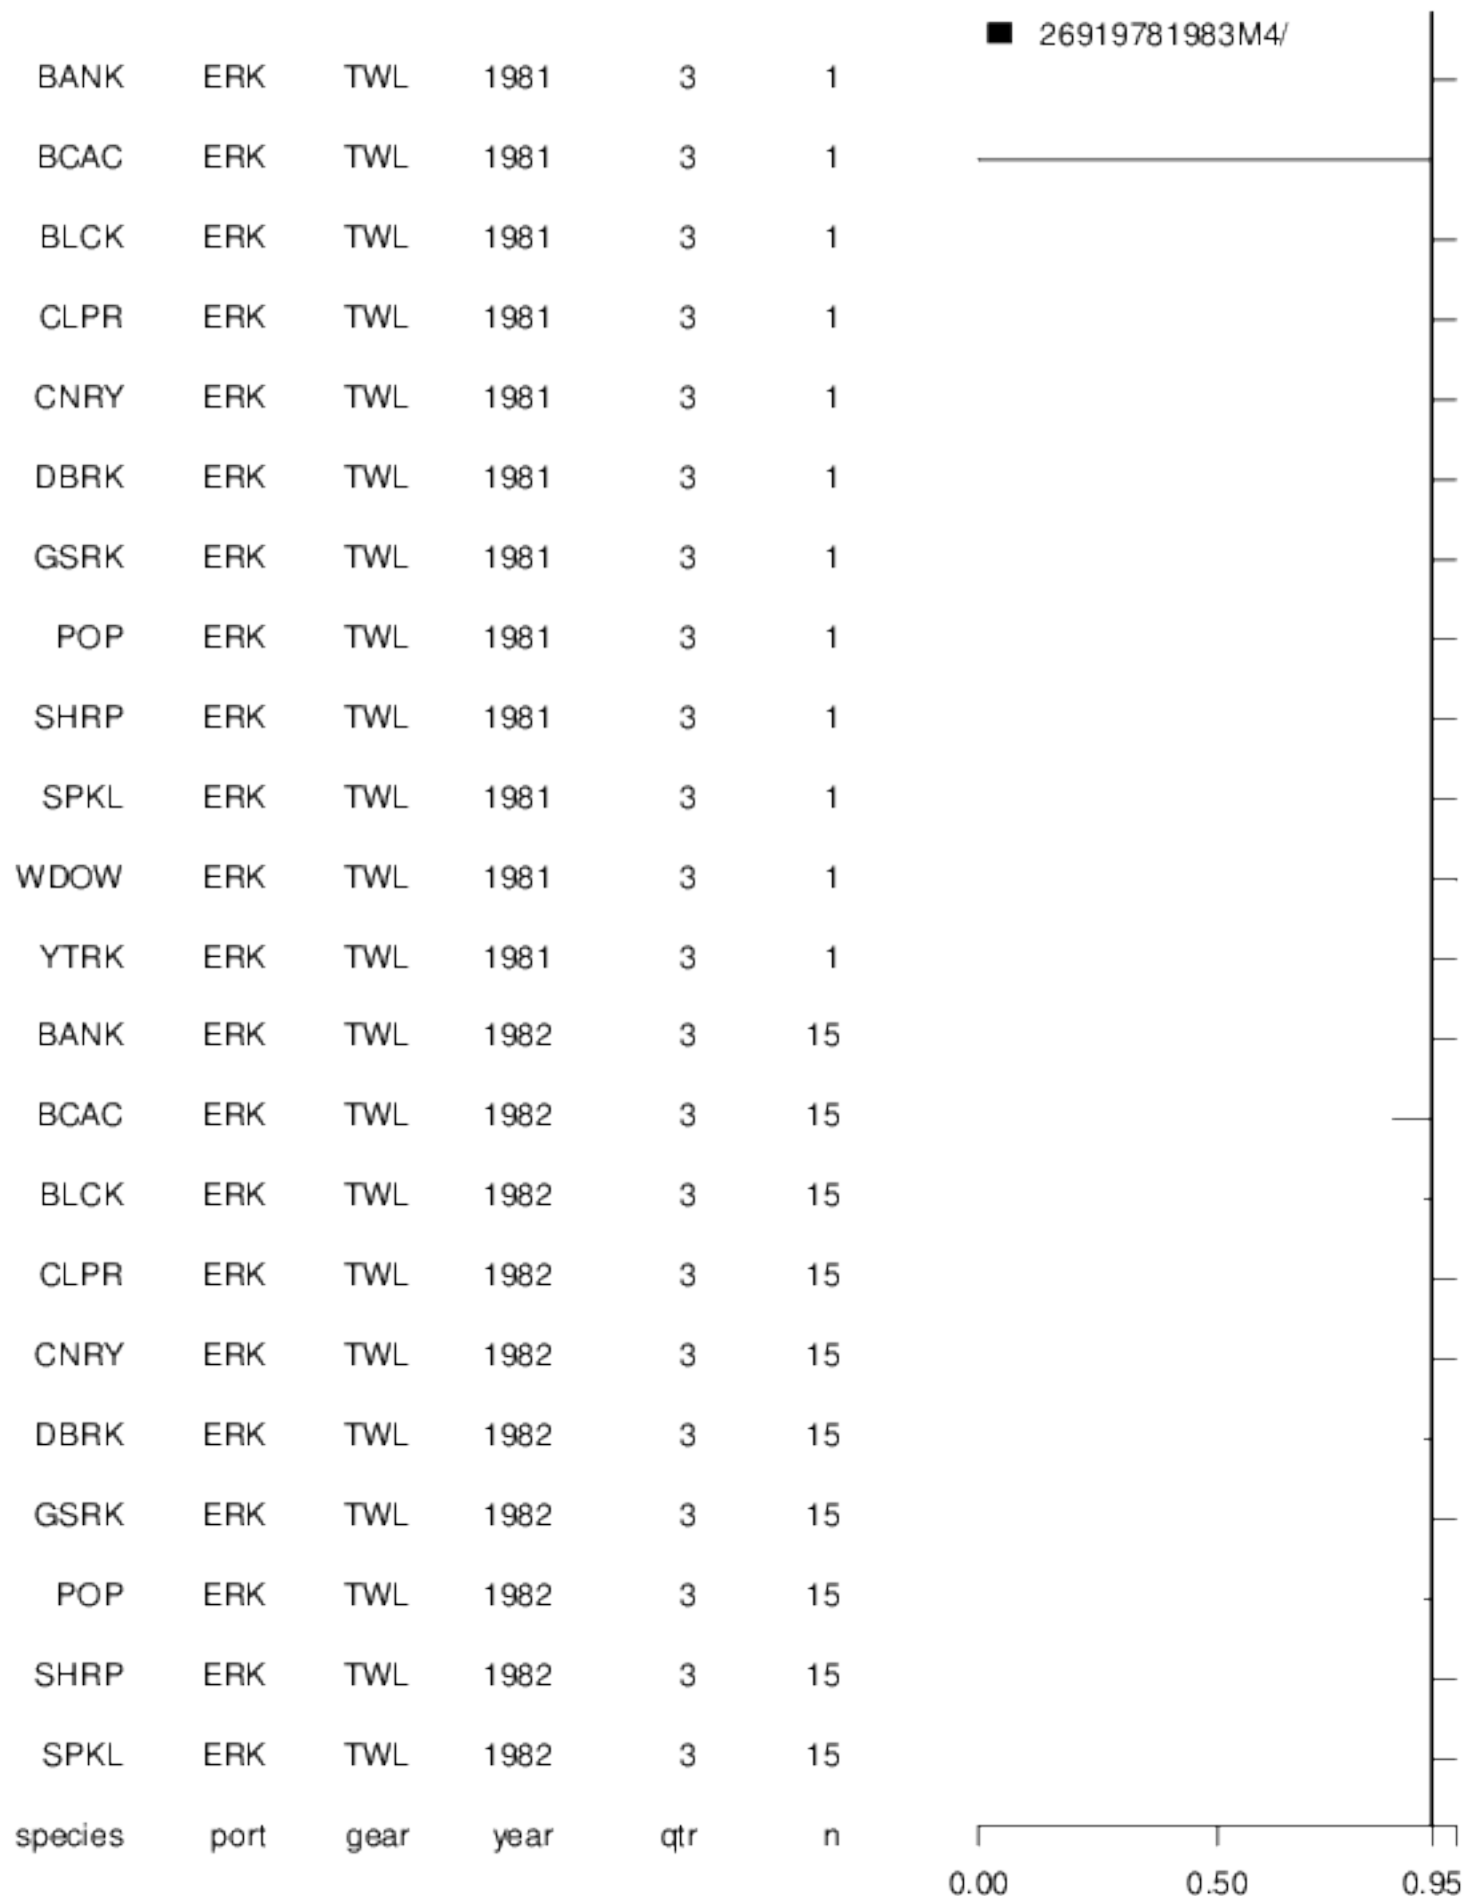 ■ 26919781983M4/
BANK ERK TWL 1981 3 1
BCAC ERK TWL 1981 3 1
BLCK ERK TWL 1981 3 1
CLPR ERK TWL 1981 3 1
CNRY ERK TWL 1981 3 1
DBRK ERK TWL 1981 3 1
GSRK ERK TWL 1981 3 1
POP ERK TWL 1981 3 1
SHRP ERK TWL 1981 3 1
SPKL ERK TWL 1981 3 1
WDOW ERK TWL 1981 3 1
YTRK ERK TWL 1981 3 1
BANK ERK TWL 1982 3 15
BCAC ERK TWL 1982 3 15
BLCK ERK TWL 1982 3 15
CLPR ERK TWL 1982 3 15
CNRY ERK TWL 1982 3 15
DBRK ERK TWL 1982 3 15
GSRK ERK TWL 1982 3 15
POP ERK TWL 1982 3 15
SHRP ERK TWL 1982 3 15
SPKL ERK TWL 1982 3 15
species port gear year qtr n
0.00 0.50 0.95